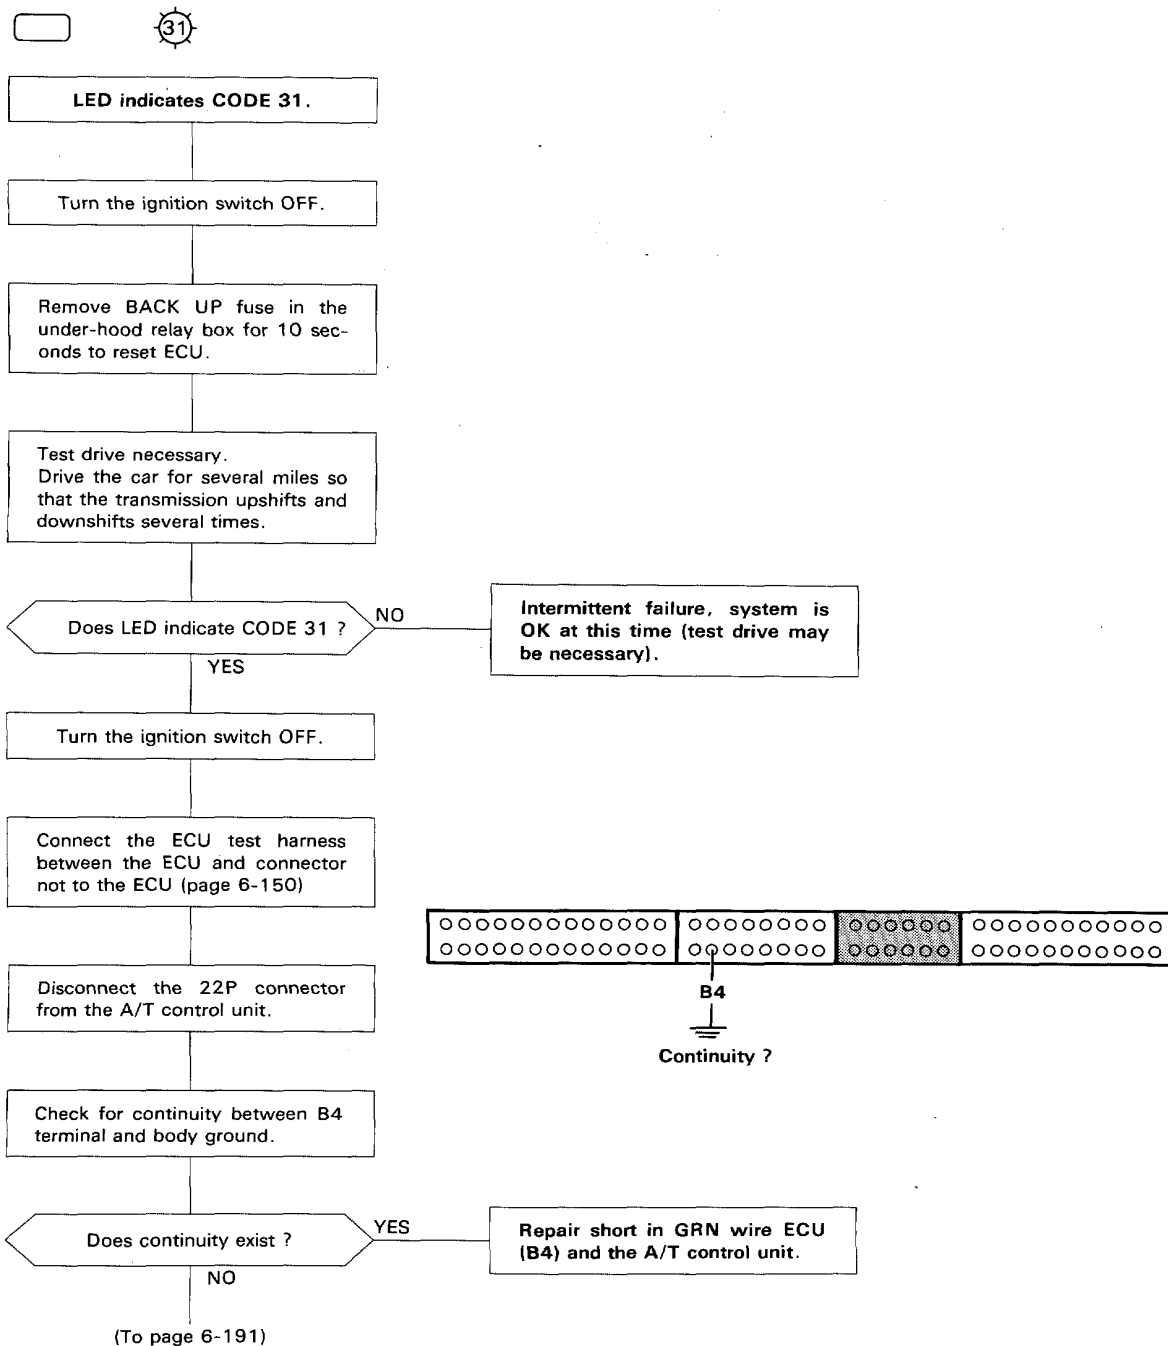 31
LED indicates CODE 31.
Turn the ignition switch OFF.
Remove BACK UP fuse in the
under-hood relay box for 10 sec-
onds to reset ECU.
Test drive necessary.
Drive the car for several miles so
that the transmission upshifts and
downshifts several times.
Does LED indicate CODE 31 ?
NO
Intermittent failure, system is
OK at this time (test drive may
be necessary).
YES
Turn the ignition switch OFF.
Connect the ECU test harness
between the ECU and connector
not to the ECU (page 6-150)
Disconnect the 22P connector
from the A/T control unit.
B4
Continuity ?
Check for continuity between B4
terminal and body ground.
Does continuity exist ?
YES
Repair short in GRN wire ECU
(B4) and the A/T control unit.
NO
(To page 6-191)